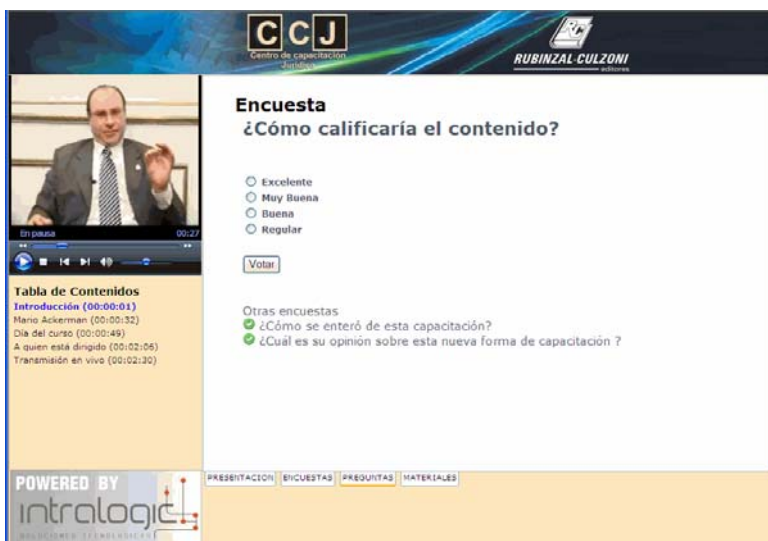 CCJ
Centro de capacitación
Jurídica
RC
RUBINZAL-CULZONI
editores
En pausa
00:27
Tabla de Contenidos
Introducción (00:00:01)
Mario Ackerman (00:00:32)
Día del curso (00:00:49)
A quien está dirigido (00:02:06)
Transmisión en vivo (00:02:30)
Encuesta
¿Cómo calificaría el contenido?
Excelente
Muy Buena
Buena
Regular
Votar
Otras encuestas
¿Cómo se enteró de esta capacitación?
¿Cuál es su opinión sobre esta nueva forma de capacitación ?
POWERED BY
intralogic
SOLUCIONES TECNOLOGICAS
PRESENTACION ENCUESTAS PREGUNTAS MATERIALES